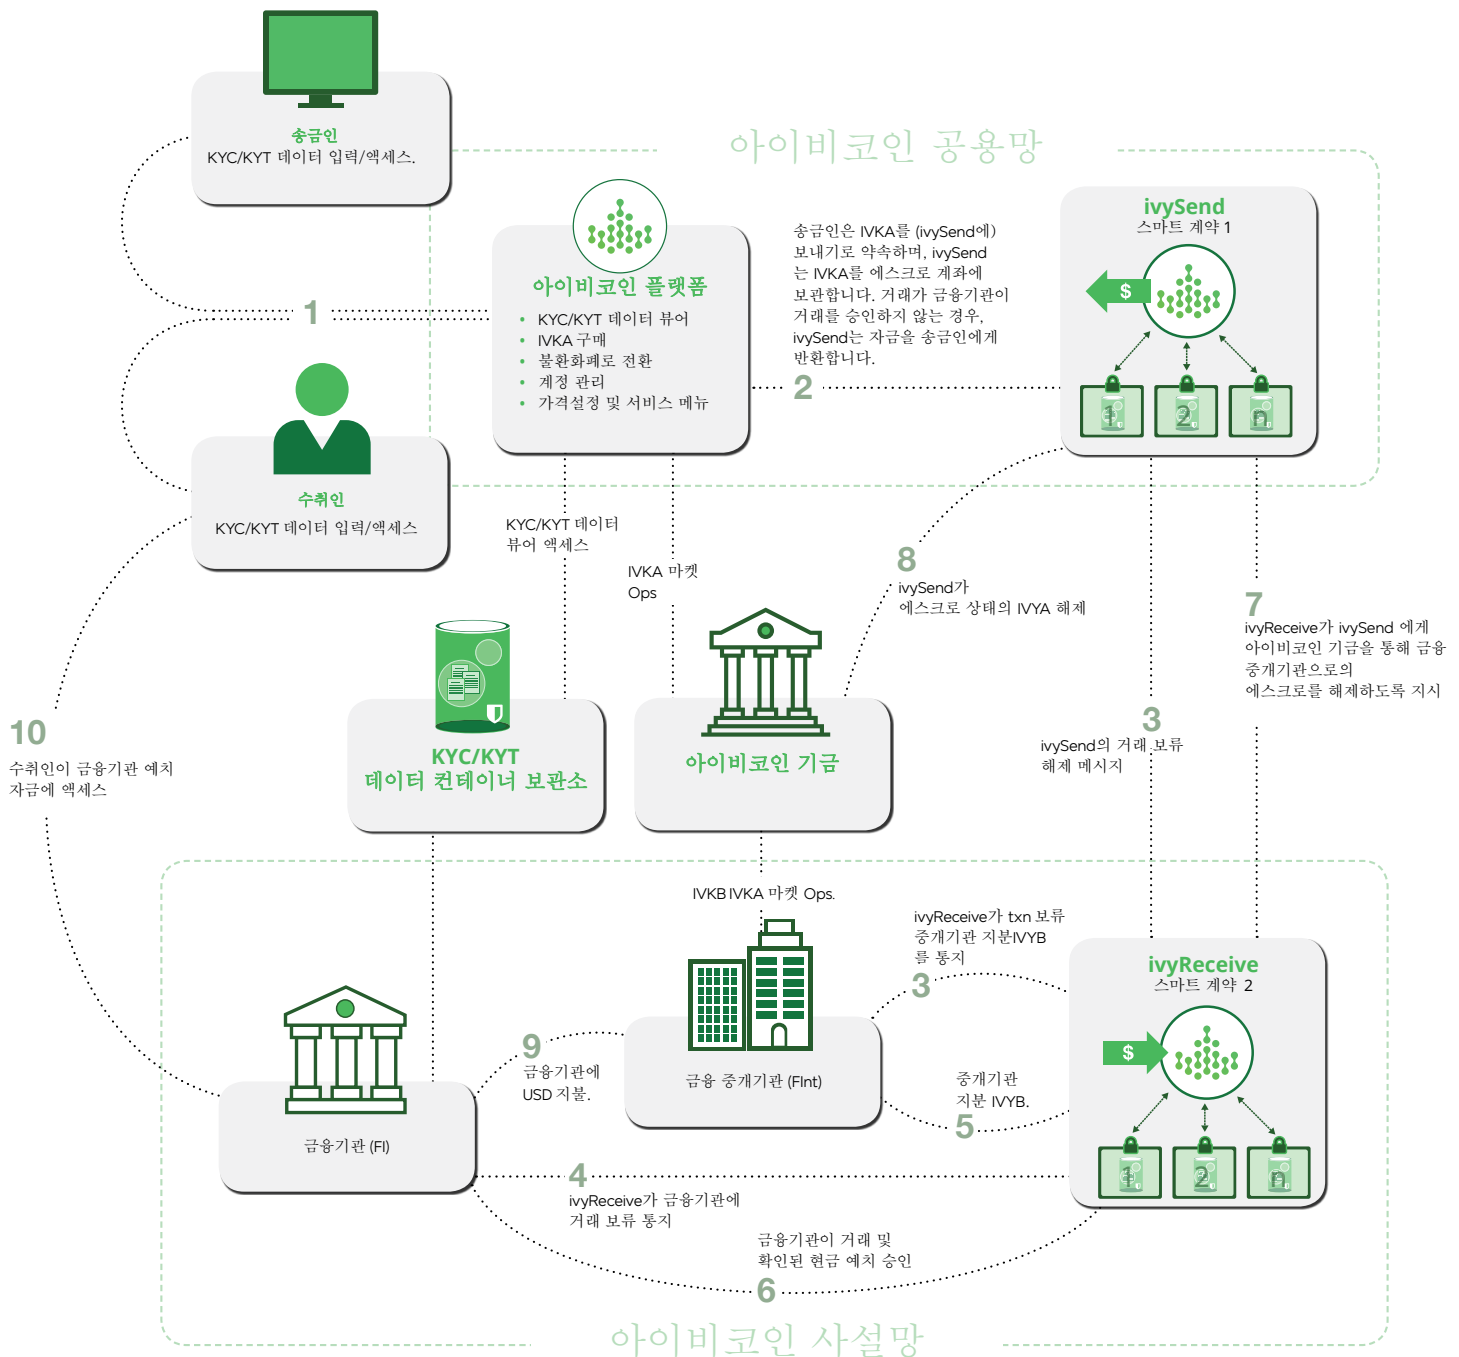 송금인
KYC/KYT 데이터 입력/액세스.
아이비코인 공용망
1
아이비코인 플랫폼
• KYC/KYT 데이터 뷰어
• IVKA 구매
• 불환화폐로 전환
• 계정 관리
• 가격설정 및 서비스 메뉴
송금인은 IVKA를 (ivySend에)
보내기로 약속하며, ivySend
는 IVKA를 에스크로 계좌에
보관합니다. 거래가 금융기관이
거래를 승인하지 않는 경우,
ivySend는 자금을 송금인에게
반환합니다.
2
ivySend
스마트 계약 1
$
1
2
n
수취인
KYC/KYT 데이터 입력/액세스
KYC/KYT 데이터
뷰어 액세스
IVKA 마켓
Ops
8
ivySend가
에스크로 상태의 IVYA 해제
7
ivyReceive가 ivySend 에게
아이비코인 기금을 통해 금융
중개기관으로의
에스크로를 해제하도록 지시
3
ivySend의 거래 보류
해제 메시지
10
수취인이 금융기관 예치
자금에 액세스
KYC/KYT
데이터 컨테이너 보관소
아이비코인 기금
IVKB IVKA 마켓 Ops.
ivyReceive가 txn 보류
중개기관 지분IVYB
를 통지
3
ivyReceive
스마트 계약 2
$
1
2
n
9
금융기관에
USD 지불.
금융 중개기관 (FInt)
중개기관
지분 IVYB.
5
금융기관 (FI)
4
ivyReceive가 금융기관에
거래 보류 통지
금융기관이 거래 및
확인된 현금 예치 승인
6
아이비코인 사설망